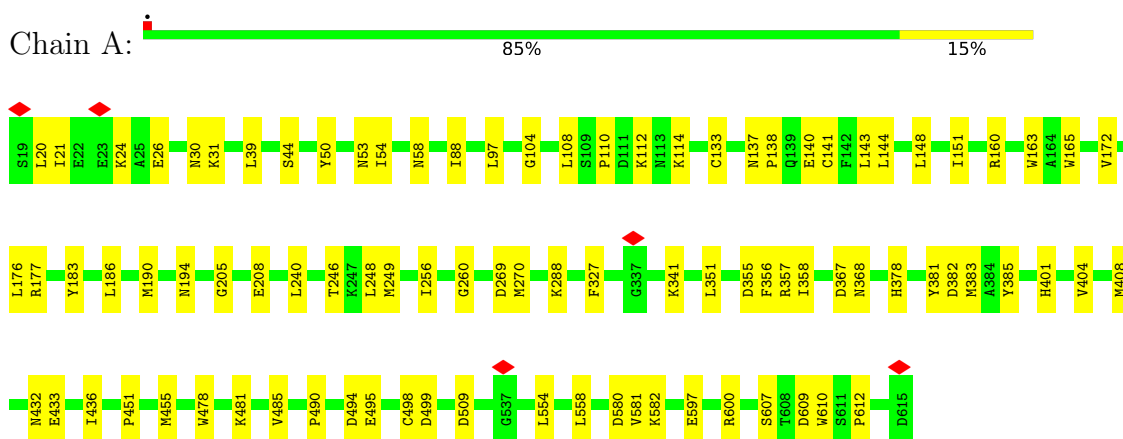 Chain A:
85% 15%
S19 L20 I21 E22 E23 K24 A25 E26 N30 K31 L39 S44 Y50 N53 I54 N58 I88 L97 G104 L108 S109 P110 D111 K112 N113 K114 C133 N137 P138 Q139 E140 C141 F142 L143 L144 L148 I151 R160 W163 A164 W165 V172
L176 R177 Y183 L186 M190 N194 G205 E208 L240 T246 K247 L248 M249 I256 G260 D269 M270 K288 F327 G337 K341 L351 D355 F356 R357 I358 D367 N368 H378 Y381 D382 M383 A384 Y385 H401 V404 M408
N432 E433 I436 P451 M455 W478 K481 V485 P490 D494 E495 C498 D499 D509 G537 L554 L558 D580 V581 K582 E597 R600 S607 T608 D609 W610 S611 P612 D615